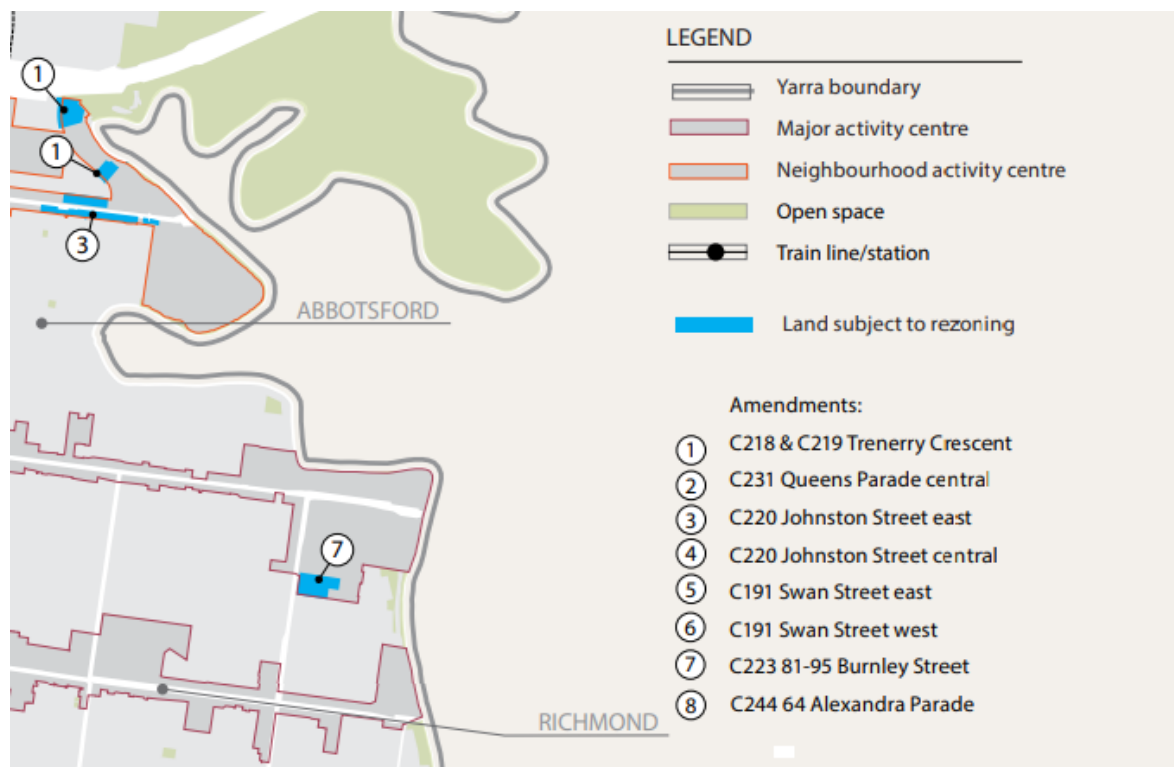 1
1
3
ABBOTSFORD
7
RICHMOND
LEGEND
Yarra boundary
Major activity centre
Neighbourhood activity centre
Open space
Train line/station
Land subject to rezoning
Amendments:
1 C218 & C219 Trenerry Crescent
2 C231 Queens Parade central
3 C220 Johnston Street east
4 C220 Johnston Street central
5 C191 Swan Street east
6 C191 Swan Street west
7 C223 81-95 Burnley Street
8 C244 64 Alexandra Parade